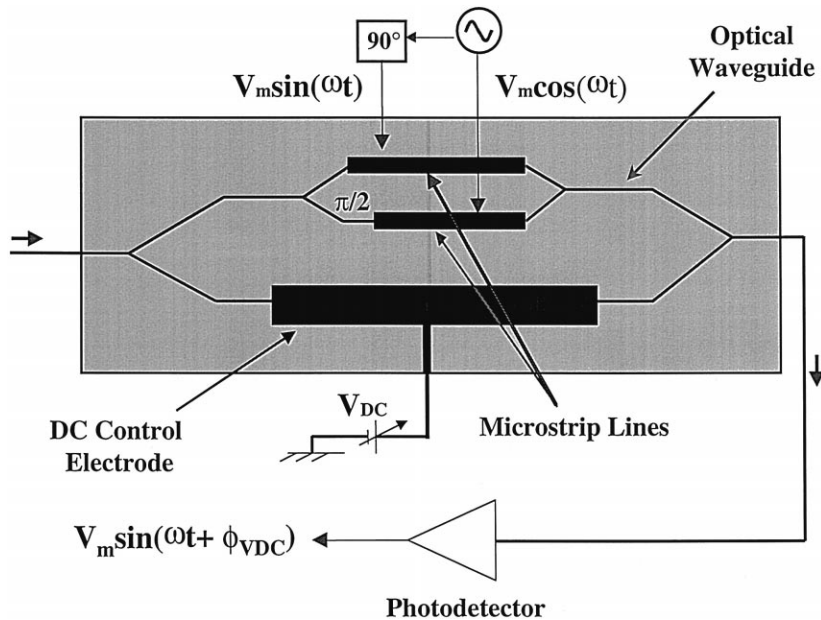 90°
Optical
Waveguide
Vmsin(ωt)
Vmcos(ωt)
π/2
VDC
DC Control
Electrode
Microstrip Lines
Vmsin(ωt+ ϕVDC)
Photodetector